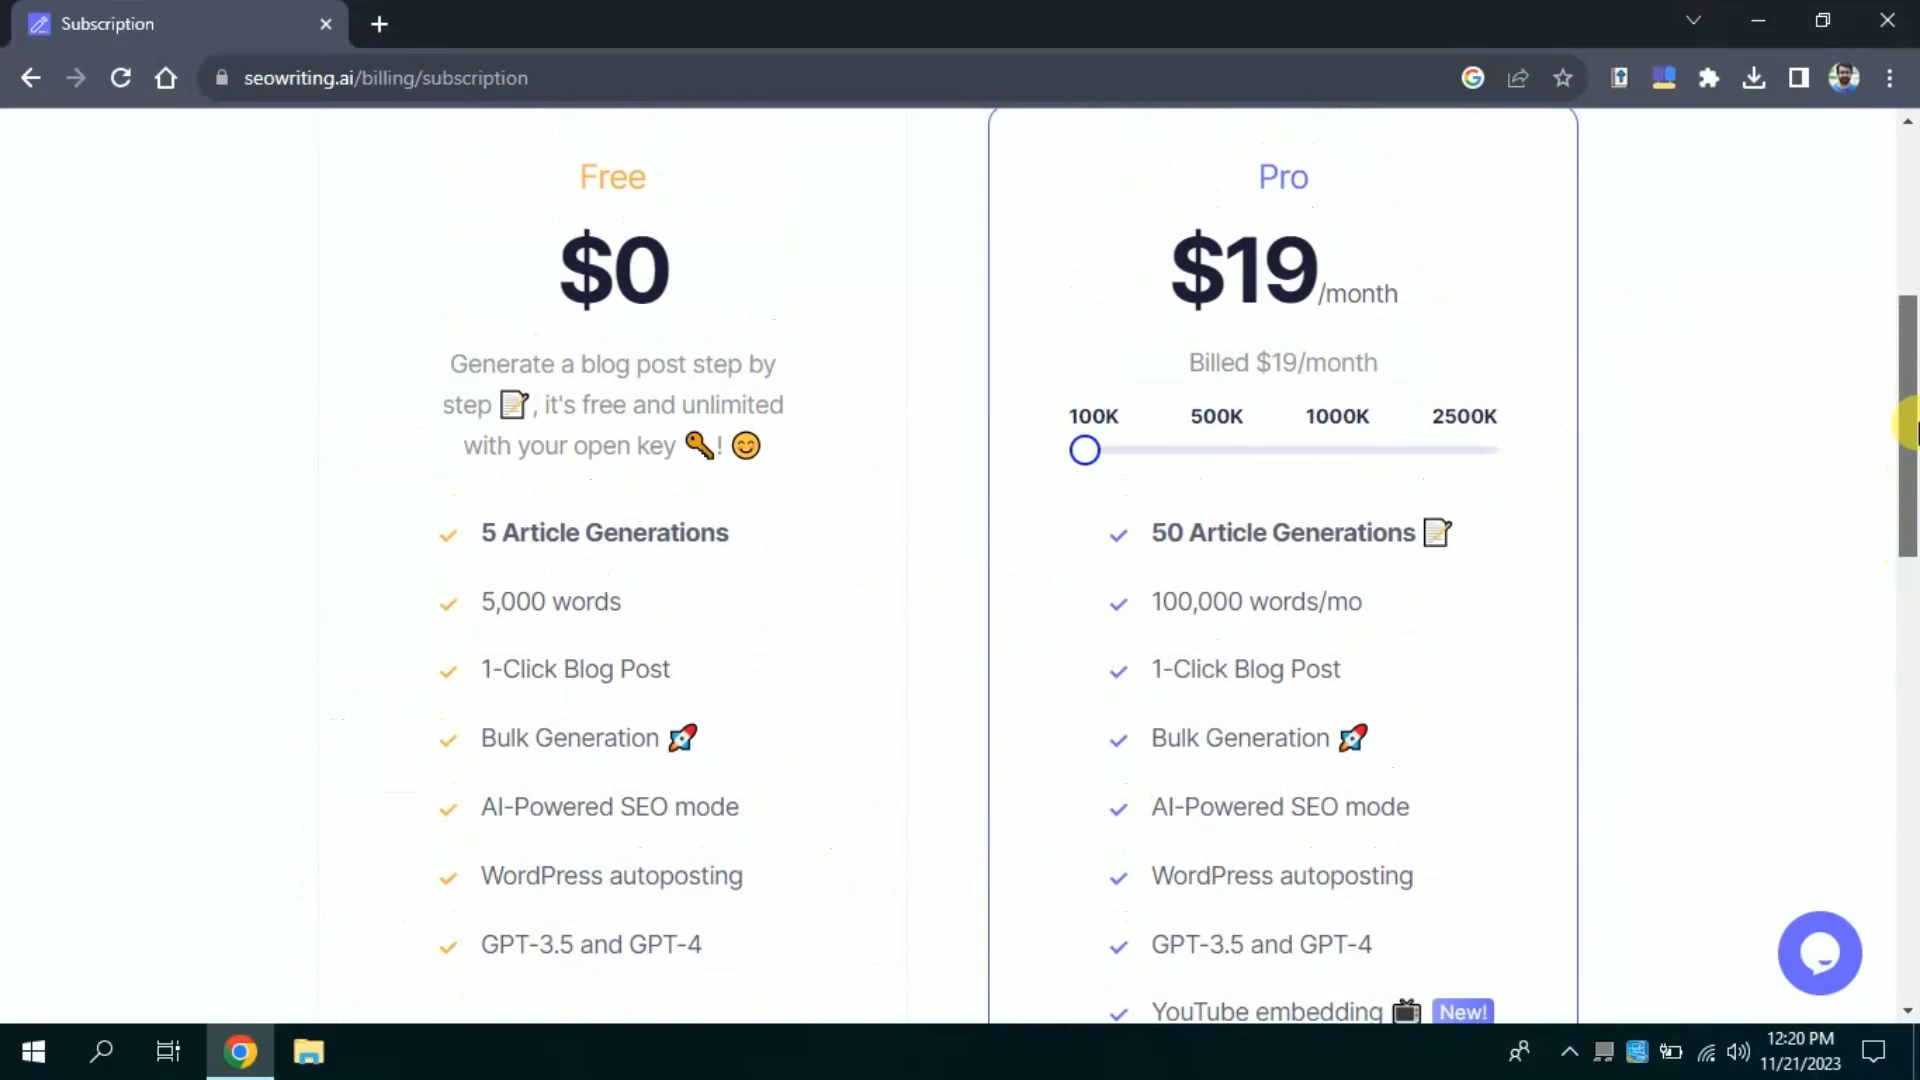 Subscription
seowriting.ai/billing/subscription
Free
$0
Generate a blog post step by
step 📝, it's free and unlimited
with your open key 🔑! 😊
5 Article Generations
5,000 words
1-Click Blog Post
Bulk Generation 🚀
AI-Powered SEO mode
WordPress autoposting
GPT-3.5 and GPT-4
Pro
$19/month
Billed $19/month
100K 500K 1000K 2500K
50 Article Generations 📝
100,000 words/mo
1-Click Blog Post
Bulk Generation 🚀
AI-Powered SEO mode
WordPress autoposting
GPT-3.5 and GPT-4
YouTube embedding 📺 New!
12:20 PM
11/21/2023